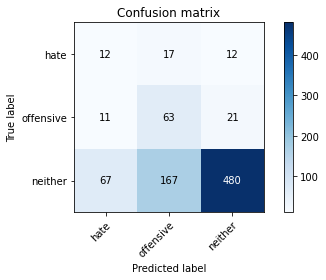 Confusion matrix
hate 12 17 12
offensive 11 63 21
neither 67 167 480
hate offensive neither
True label
Predicted label
400
300
200
100